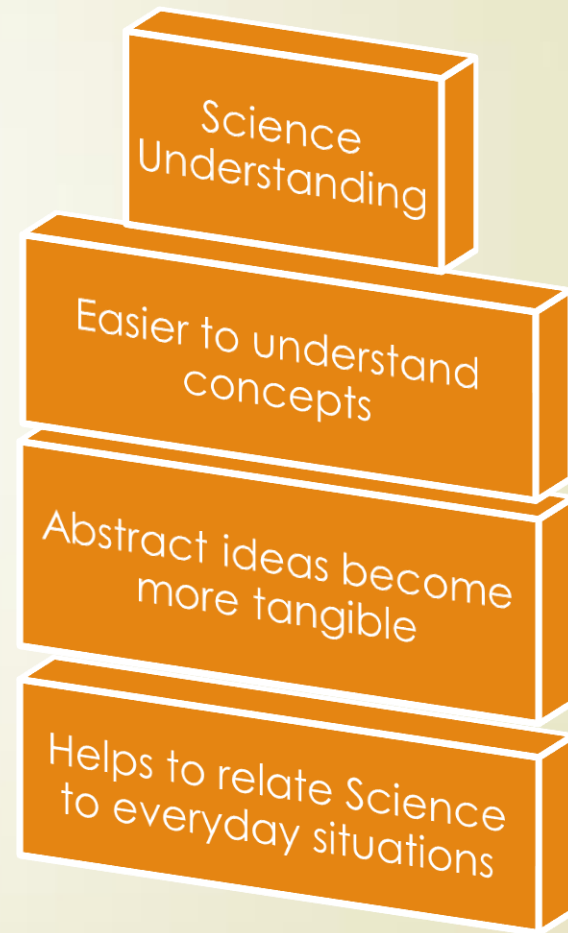 Science
Understanding
Easier to understand
concepts
Abstract ideas become
more tangible
Helps to relate Science
to everyday situations